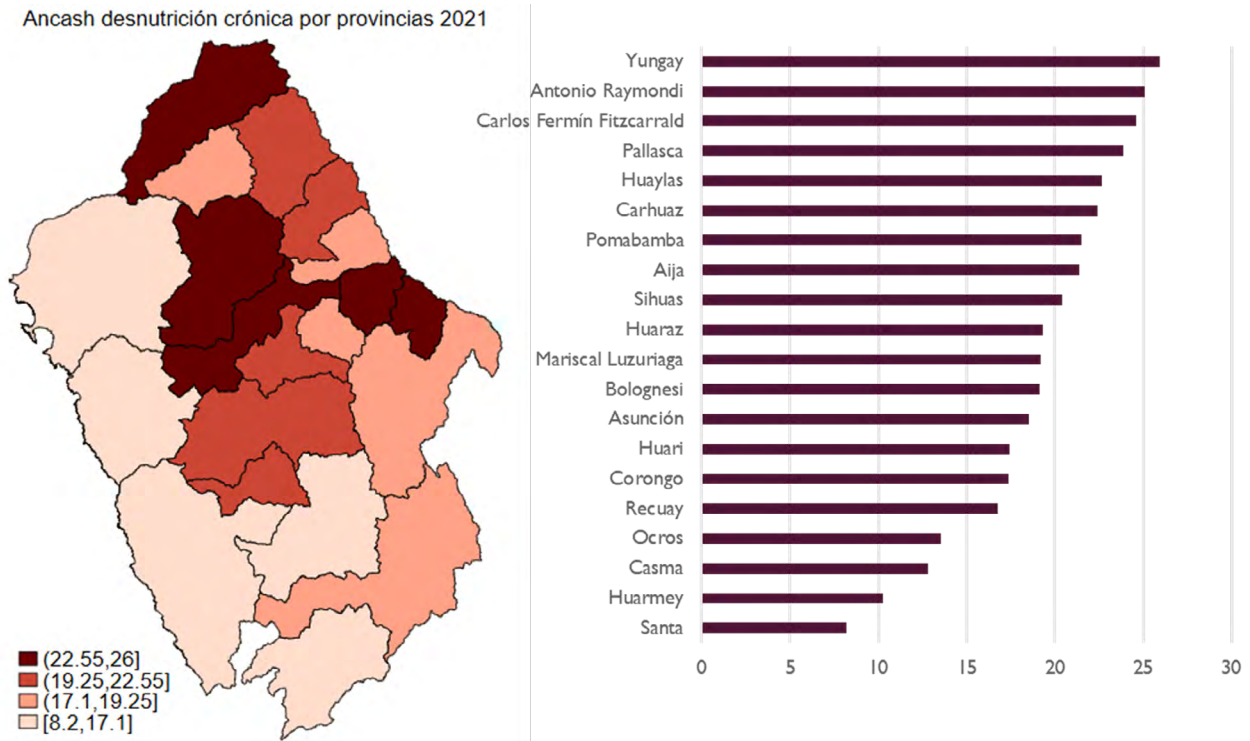 Ancash desnutrición crónica por provincias 2021
(22.55,26]
(19.25,22.55]
(17.1,19.25]
[8.2,17.1]
Yungay
Antonio Raymondi
Carlos Fermín Fitzcarrald
Pallasca
Huaylas
Carhuaz
Pomabamba
Aija
Sihuas
Huaraz
Mariscal Luzuriaga
Bolognesi
Asunción
Huari
Corongo
Recuay
Ocros
Casma
Huarmey
Santa
0 5 10 15 20 25 30